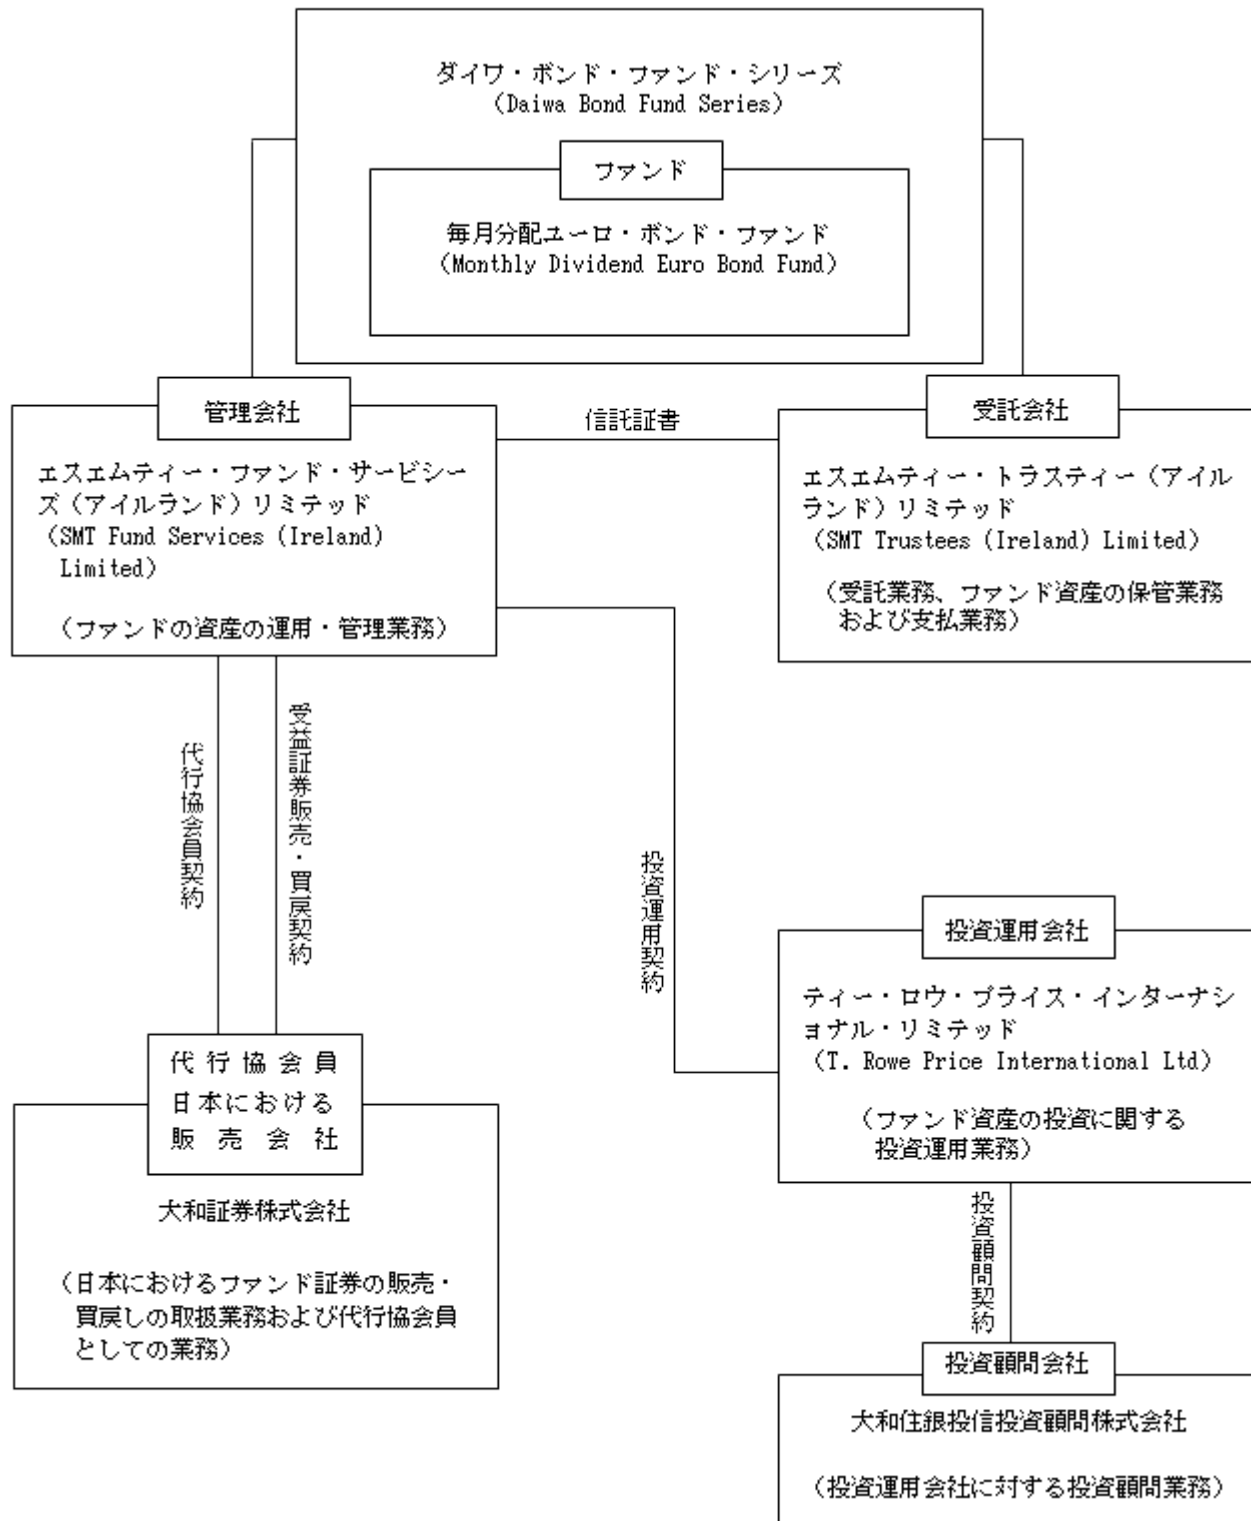 ダイワ・ボンド・ファンド・シリーズ
(Daiwa Bond Fund Series)
ファンド
毎月分配ユーロ・ボンド・ファンド
(Monthly Dividend Euro Bond Fund)
管理会社
信託証書
受託会社
エスエムティー・ファンド・サービシー
ズ(アイルランド)リミテッド
(SMT Fund Services (Ireland)
Limited)
(ファンドの資産の運用・管理業務)
エスエムティー・トラスティー(アイル
ランド)リミテッド
(SMT Trustees (Ireland) Limited)
(受託業務、ファンド資産の保管業務
および支払業務)
代行協会員契約
受益証券販売・買戻契約
投資運用契約
投資運用会社
ティー・ロウ・プライス・インターナシ
ョナル・リミテッド
(T. Rowe Price International Ltd)
(ファンド資産の投資に関する
投資運用業務)
代行協会員
日本における
販売会社
大和証券株式会社
(日本におけるファンド証券の販売・
買戻しの取扱業務および代行協会員
としての業務)
投資顧問契約
投資顧問会社
大和住銀投信投資顧問株式会社
(投資運用会社に対する投資顧問業務)